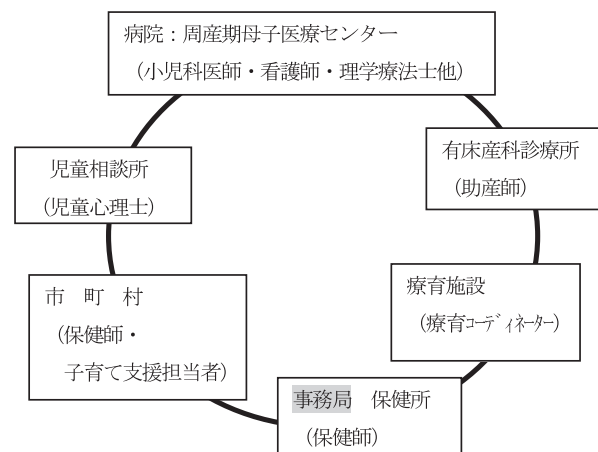 病院：周産期母子医療センター
（小児科医師・看護師・理学療法士他）
有床産科診療所
（助産師）
児童相談所
（児童心理士）
療育施設
（療育ｺｰﾃﾞｨﾈｰﾀｰ）
市　町　村
（保健師・
子育て支援担当者）
事務局　保健所
（保健師）